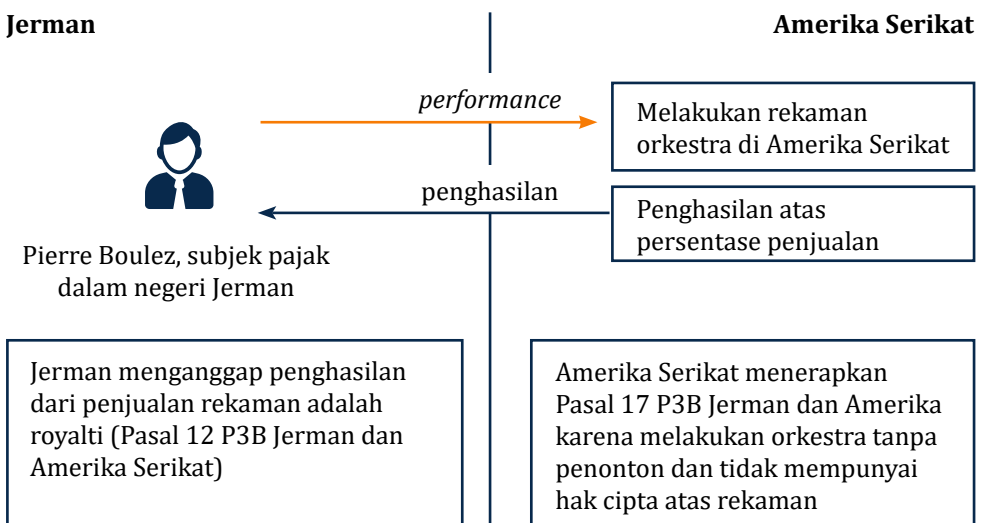 Jerman
Amerika Serikat
performance
Melakukan rekaman
orkestra di Amerika Serikat
penghasilan
Penghasilan atas
persentase penjualan
Pierre Boulez, subjek pajak
dalam negeri Jerman
Jerman menganggap penghasilan
dari penjualan rekaman adalah
royalti (Pasal 12 P3B Jerman dan
Amerika Serikat)
Amerika Serikat menerapkan
Pasal 17 P3B Jerman dan Amerika
karena melakukan orkestra tanpa
penonton dan tidak mempunyai
hak cipta atas rekaman